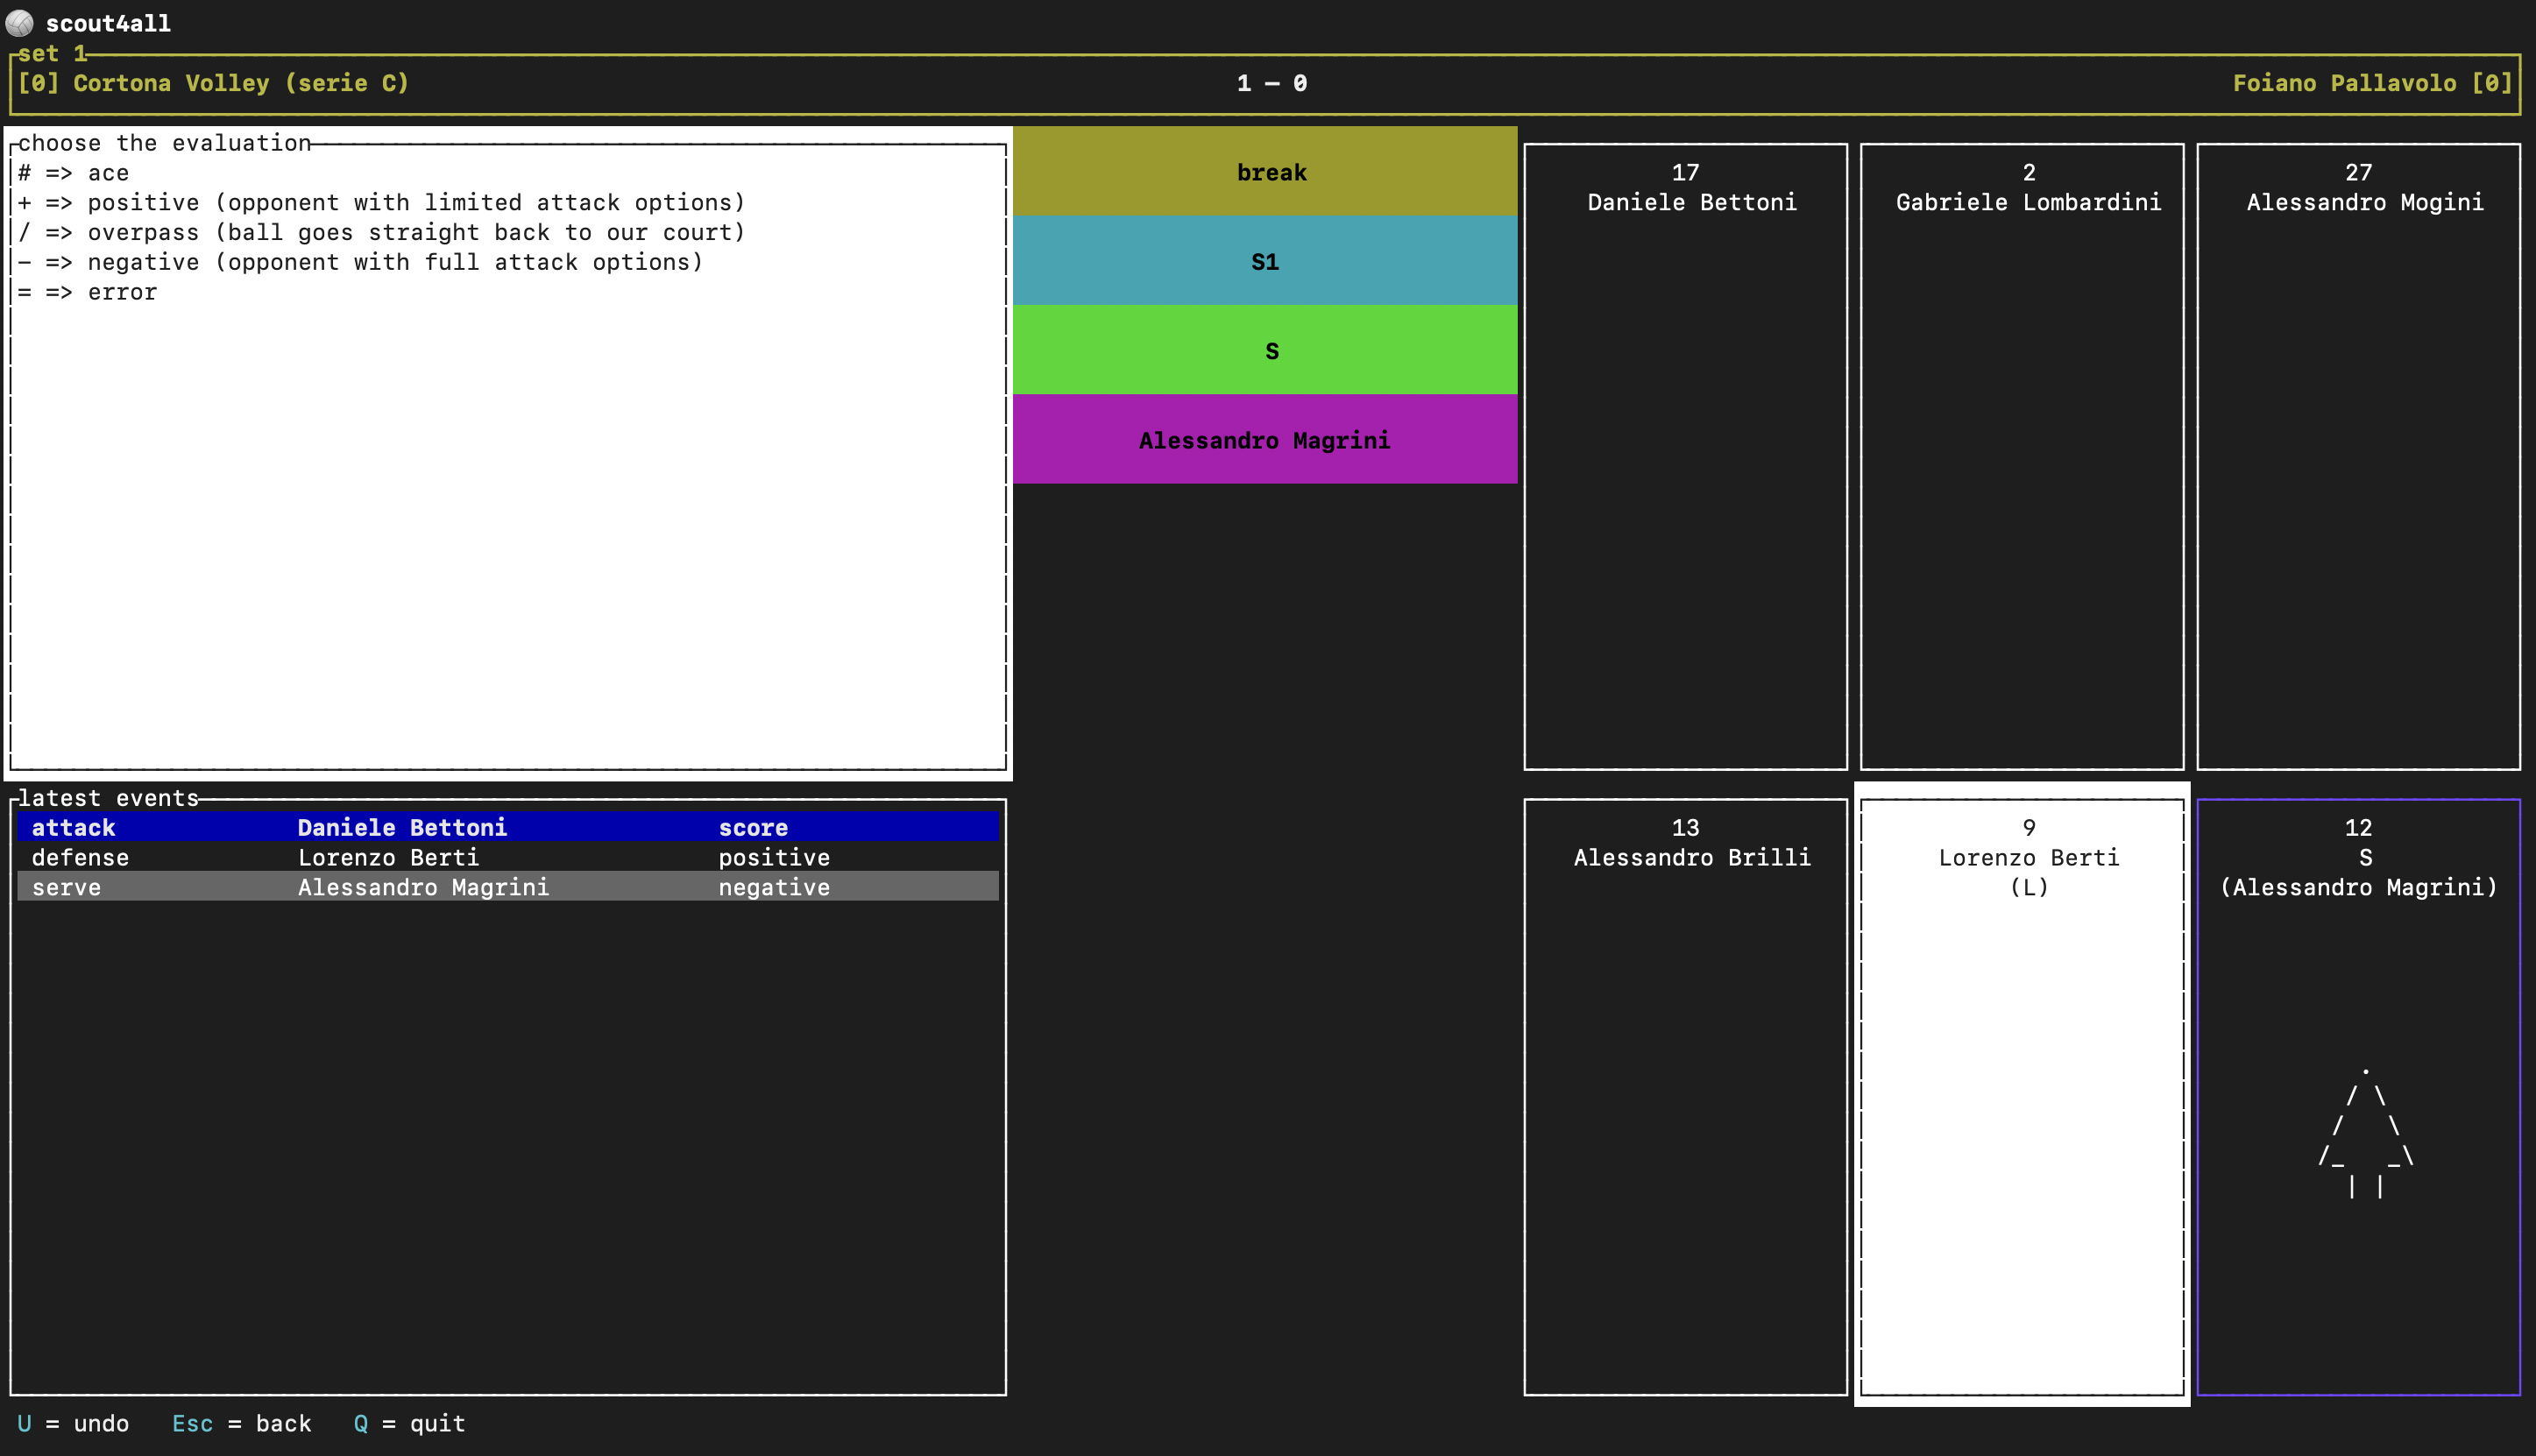 scout4all
set 1
[0] Cortona Volley (serie C) 1 — 0 Foiano Pallavolo [0]
choose the evaluation
# => ace
+ => positive (opponent with limited attack options)
/ => overpass (ball goes straight back to our court)
– => negative (opponent with full attack options)
= => error
break
S1
S
Alessandro Magrini
17
Daniele Bettoni
2
Gabriele Lombardini
27
Alessandro Mogini
latest events
attack Daniele Bettoni score
defense Lorenzo Berti positive
serve Alessandro Magrini negative
13
Alessandro Brilli
9
Lorenzo Berti
(L)
12
S
(Alessandro Magrini)
U = undo Esc = back Q = quit